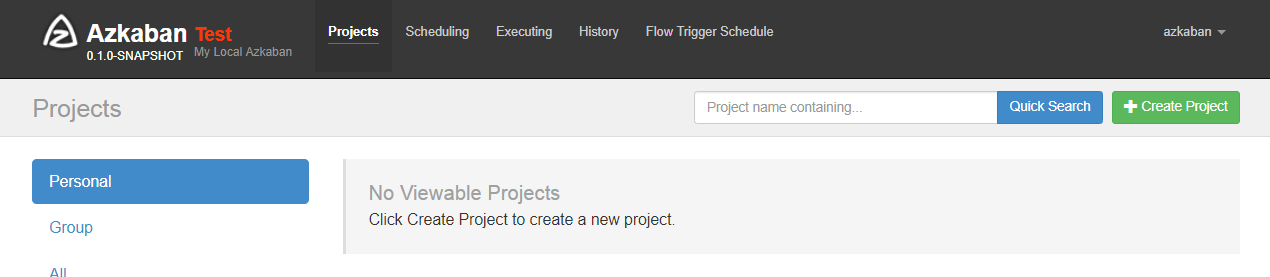 Azkaban Test
0.1.0-SNAPSHOT My Local Azkaban
Projects Scheduling Executing History Flow Trigger Schedule azkaban
Projects
Project name containing... Quick Search Create Project
Personal
Group
All
No Viewable Projects
Click Create Project to create a new project.